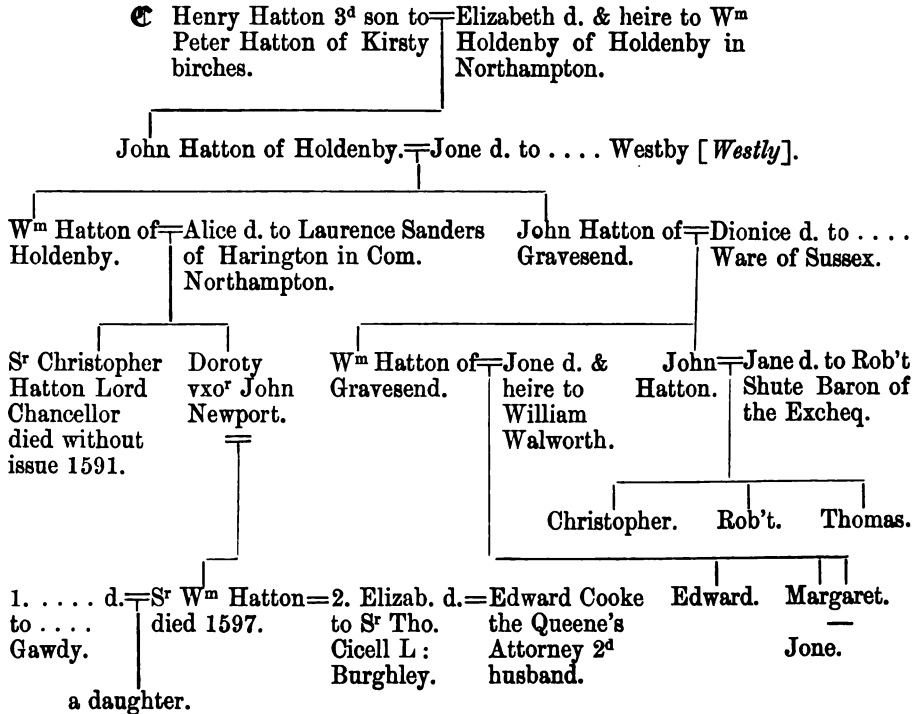 C Henry Hatton 3d son to
Peter Hatton of Kirsty
birches.
Elizabeth d. & heire to Wm
Holdenby of Holdenby in
Northampton.
John Hatton of Holdenby.
Jone d. to .... Westby [Westly].
Wm Hatton of
Holdenby.
Alice d. to Laurence Sanders
of Harington in Com.
Northampton.
John Hatton of
Gravesend.
Dionice d. to ....
Ware of Sussex.
Sr Christopher
Hatton Lord
Chancellor
died without
issue 1591.
Doroty
vxor John
Newport.
Wm Hatton of
Gravesend.
Jone d. &
heire to
William
Walworth.
John
Hatton.
Jane d. to Rob't
Shute Baron of
the Excheq.
Christopher.
Rob't.
Thomas.
1. ..... d.
to ....
Gawdy.
Sr Wm Hatton
died 1597.
2. Elizab. d.
to Sr Tho.
Cicell L :
Burghley.
Edward Cooke
the Queene's
Attorney 2d
husband.
Edward.
Margaret.
—
Jone.
a daughter.